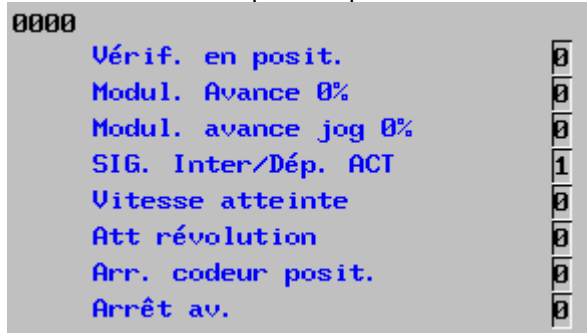 0000
Vérif. en posit. 0
Modul. Avance 0% 0
Modul. avance jog 0% 0
SIG. Inter/Dép. ACT 1
Vitesse atteinte 0
Att révolution 0
Arr. codeur posit. 0
Arrêt av. 0